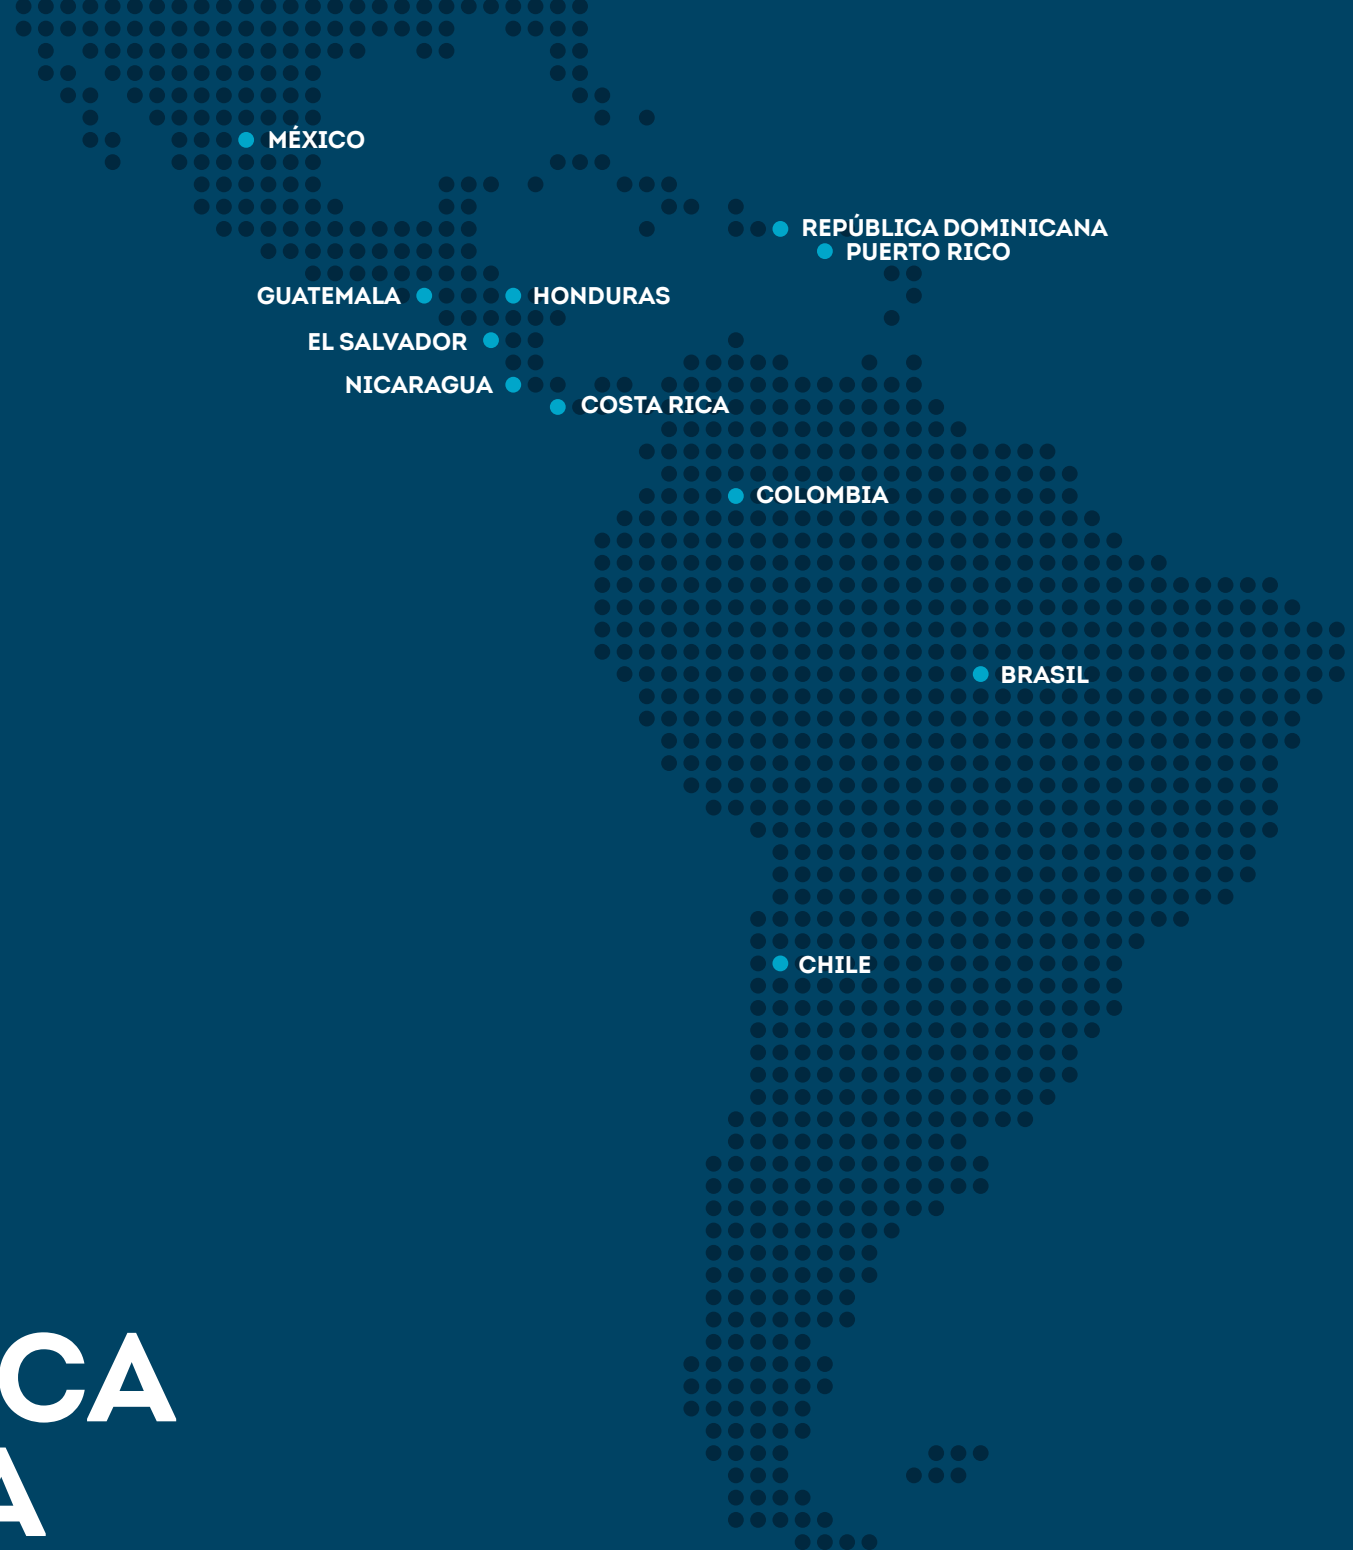 MÉXICO
REPÚBLICA DOMINICANA
PUERTO RICO
GUATEMALA
HONDURAS
EL SALVADOR
NICARAGUA
COSTA RICA
COLOMBIA
BRASIL
CHILE
CA
A